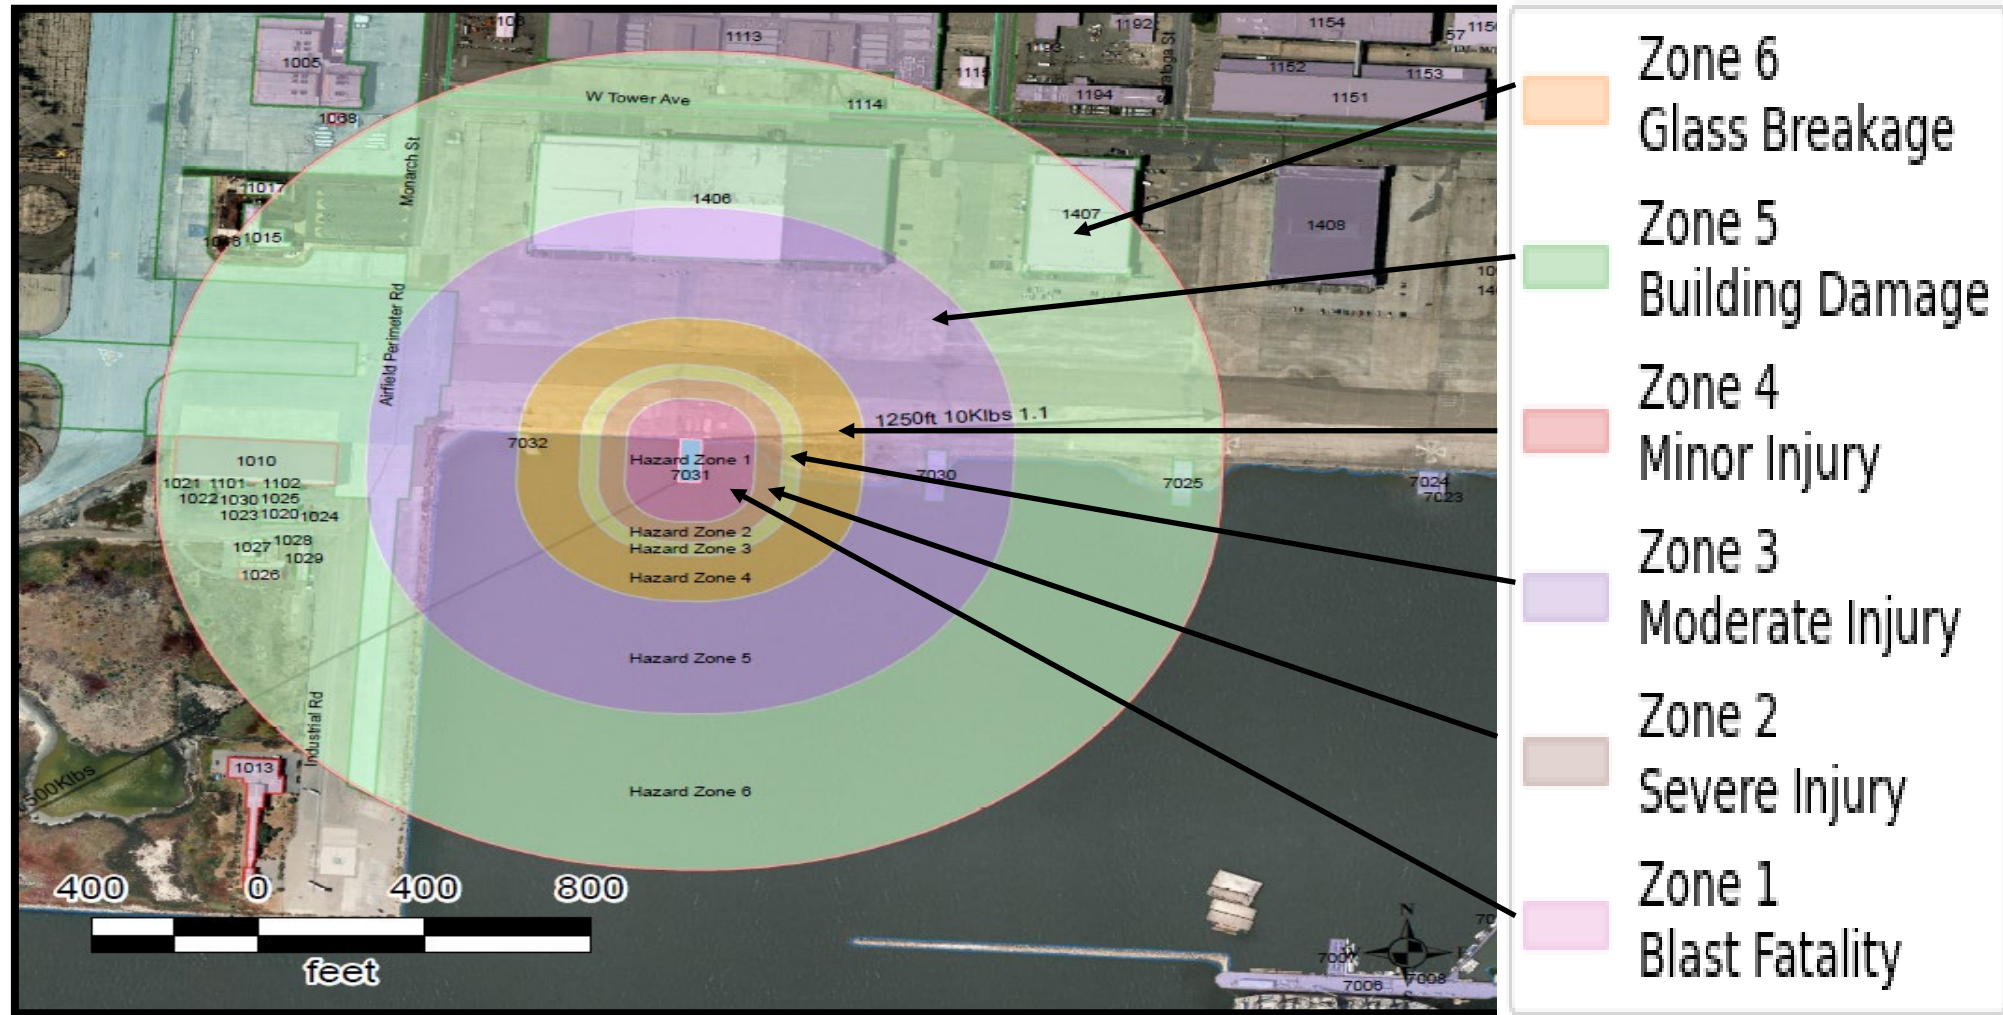 1103
1113
1192
1154
1005
1193
1115
1152
1153
1194
1151
W Tower Ave
1114
1068
Monarch St
1017
1406
1407
1408
1015
Airfield Perimeter Rd
1250ft 10Klbs 1.1
7032
Hazard Zone 1
7031
7030
7025
7024
7023
1010
1021 1101 1102
1022 1030 1025
1023 1020 1024
1027 1028
1029
1026
Hazard Zone 2
Hazard Zone 3
Hazard Zone 4
Hazard Zone 5
Hazard Zone 6
Industrial Rd
1013
500Klbs
400 0 400 800
feet
N
7006
7008
Zone 6
Glass Breakage
Zone 5
Building Damage
Zone 4
Minor Injury
Zone 3
Moderate Injury
Zone 2
Severe Injury
Zone 1
Blast Fatality